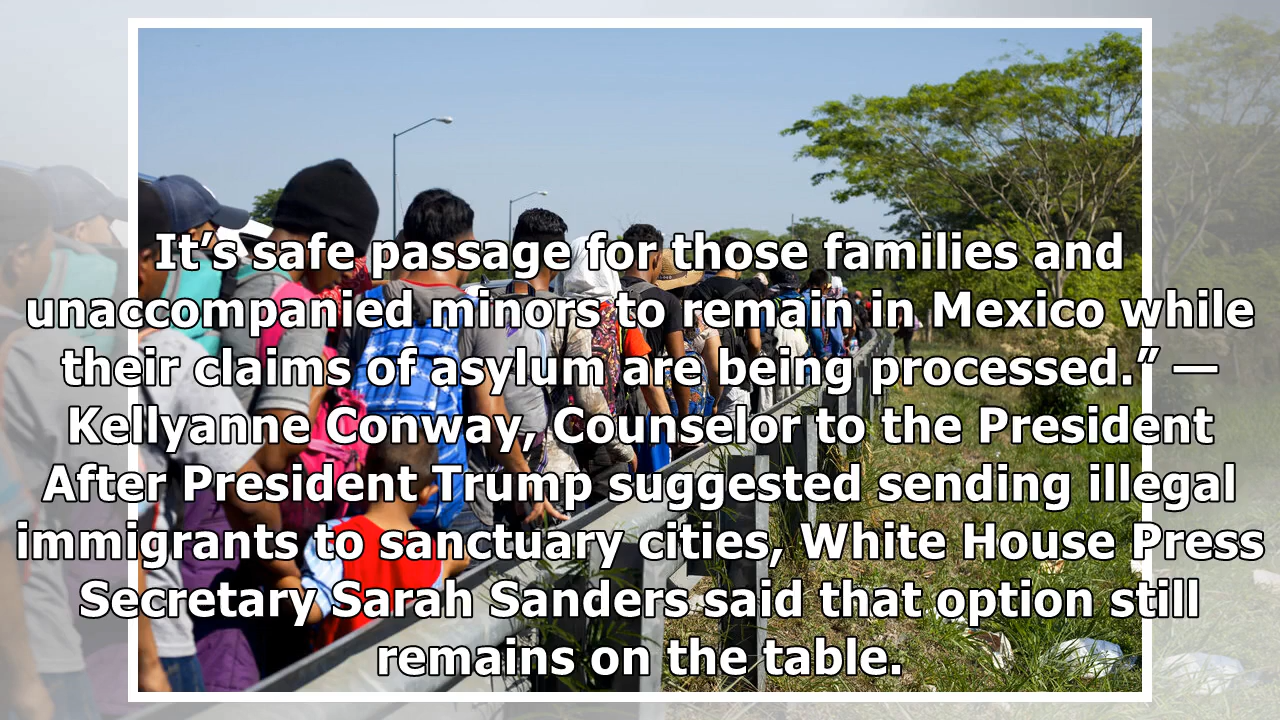 It’s safe passage for those families and
unaccompanied minors to remain in Mexico while
their claims of asylum are being processed.” —
Kellyanne Conway, Counselor to the President
After President Trump suggested sending illegal
immigrants to sanctuary cities, White House Press
Secretary Sarah Sanders said that option still
remains on the table.